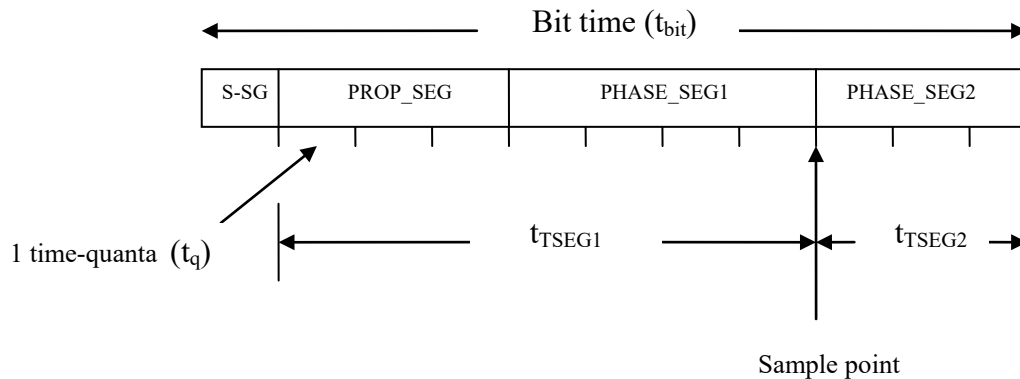 Bit time (tbit)
S-SG PROP_SEG PHASE_SEG1 PHASE_SEG2
1 time-quanta (tq)
tTSEG1 tTSEG2
Sample point